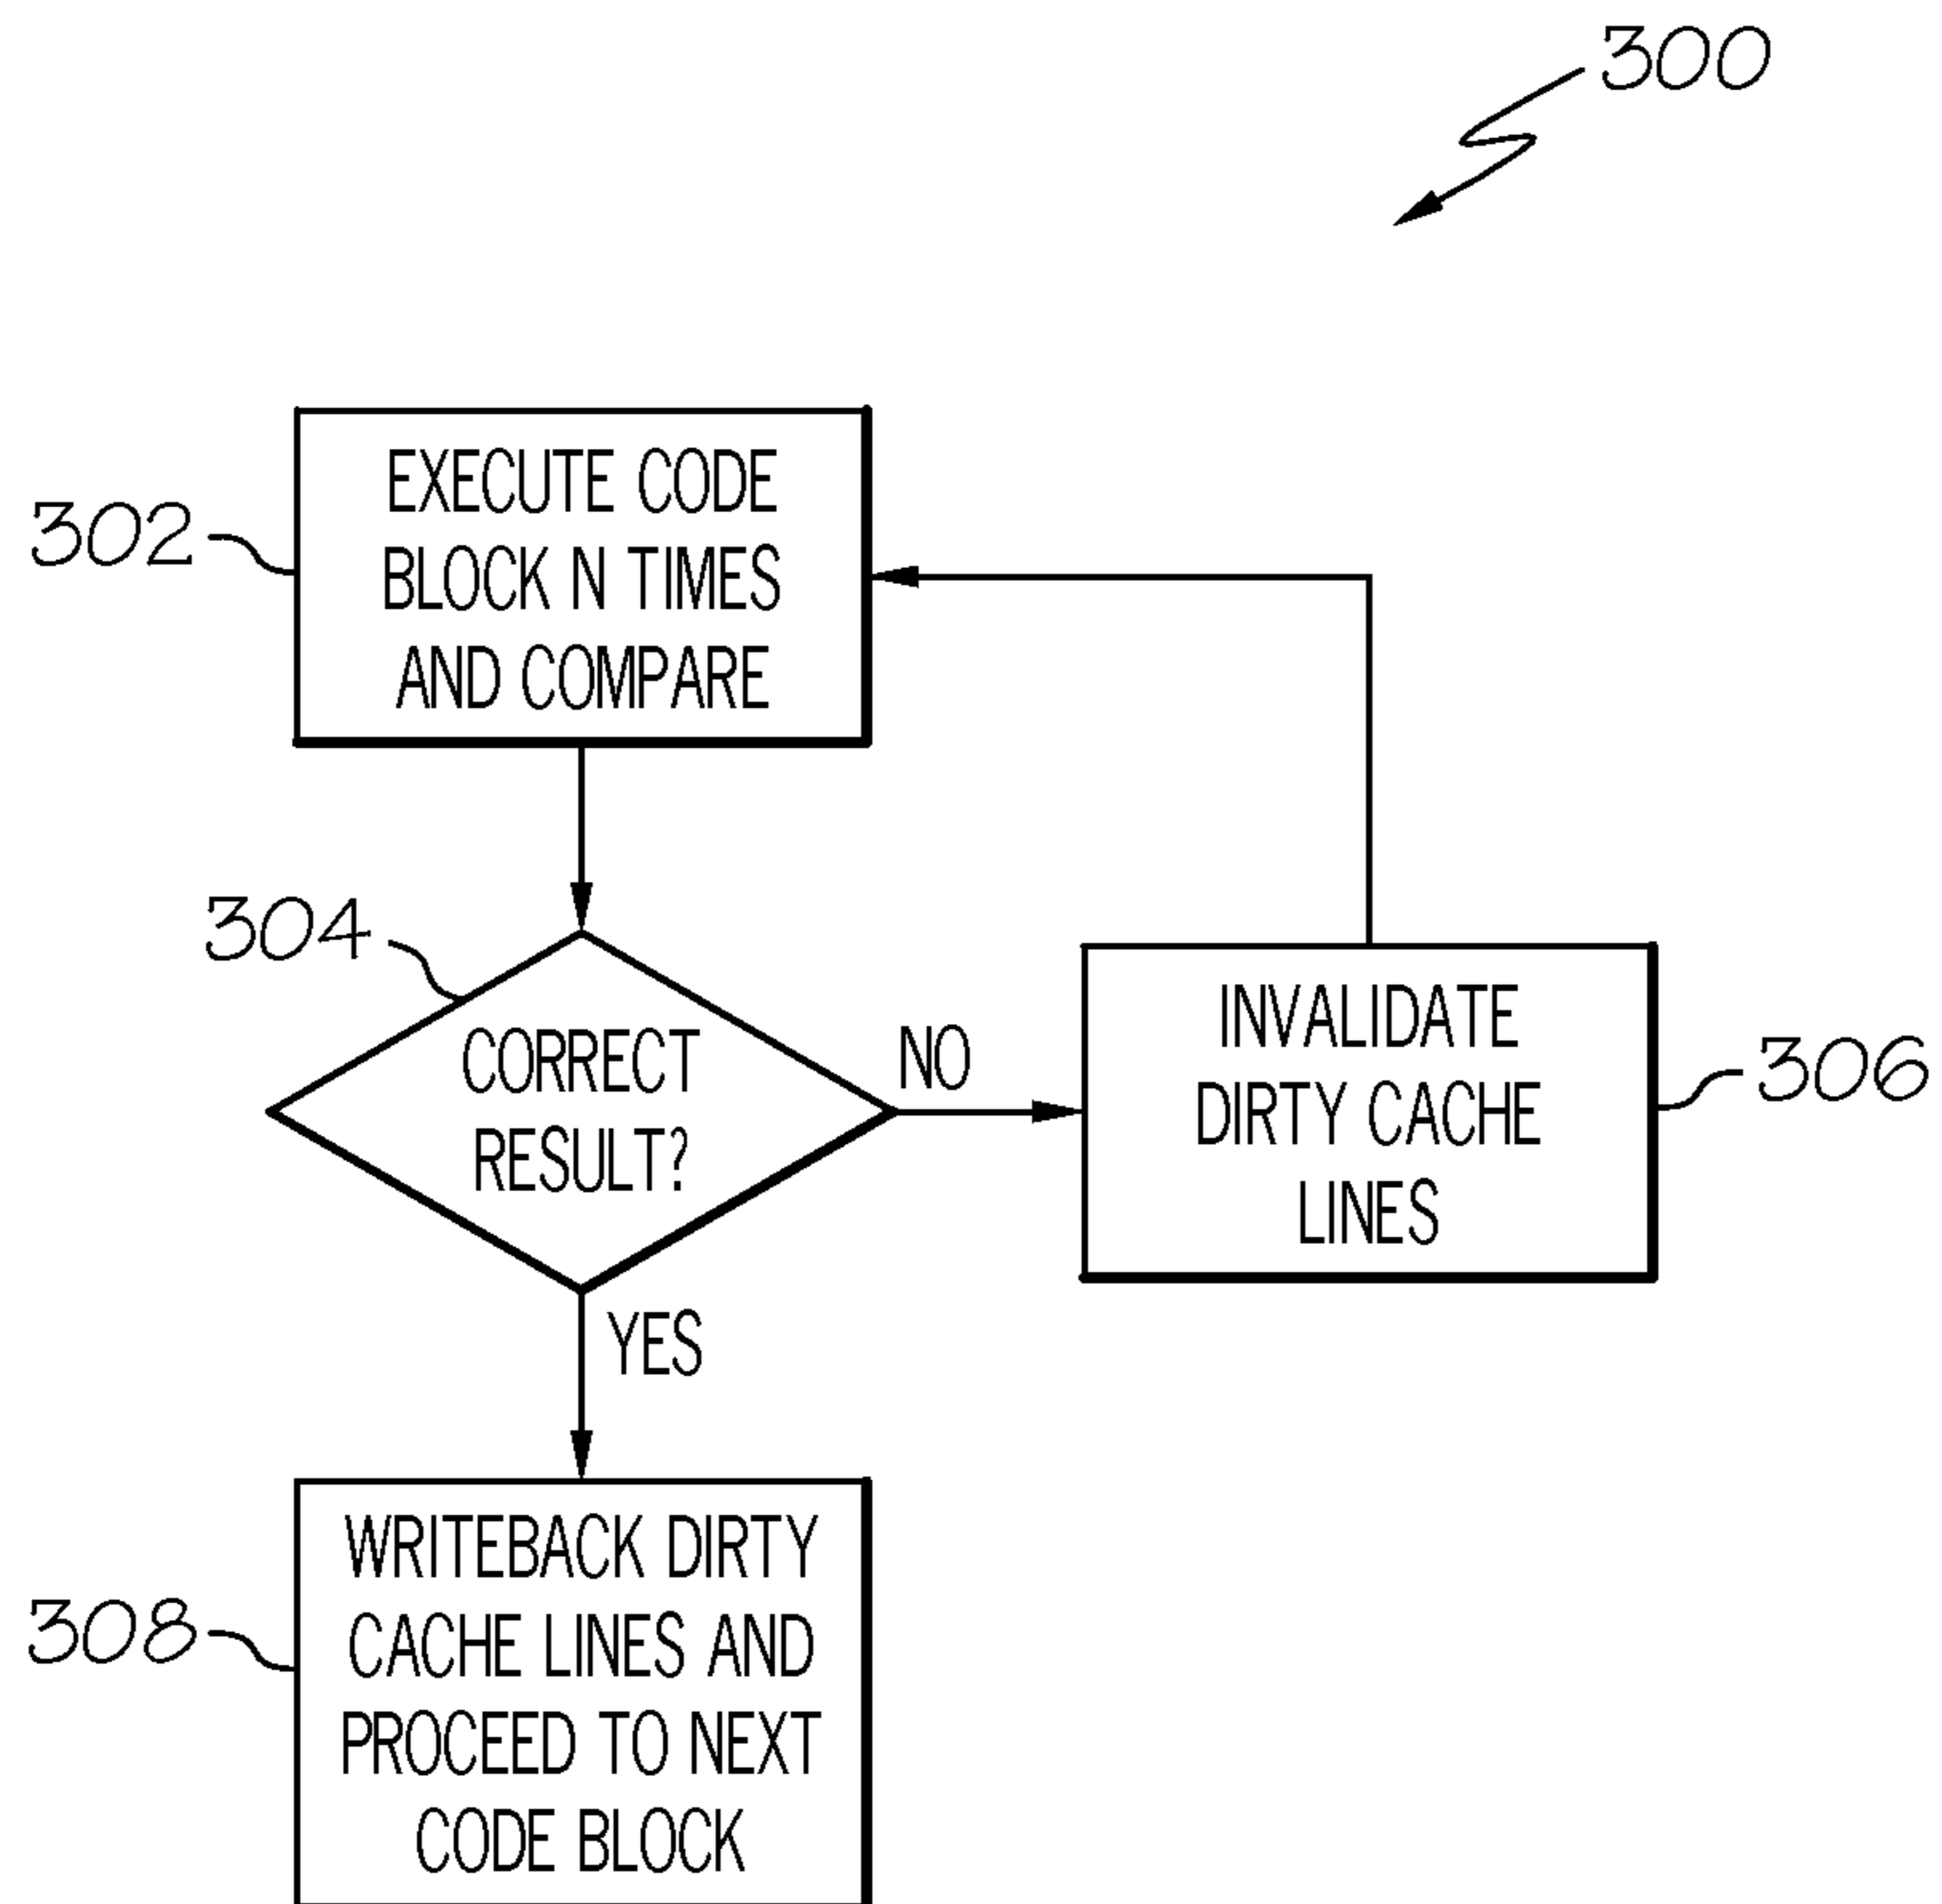 300
302
EXECUTE CODE
BLOCK N TIMES
AND COMPARE
304
CORRECT
RESULT?
NO
INVALIDATE
DIRTY CACHE
LINES
306
YES
308
WRITEBACK DIRTY
CACHE LINES AND
PROCEED TO NEXT
CODE BLOCK